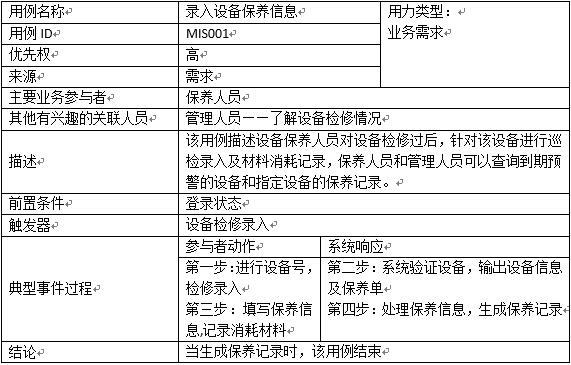 用例名称 录入设备保养信息 用力类型：
用例 ID MIS001 业务需求
优先权 高
来源 需求
主要业务参与者 保养人员
其他有兴趣的关联人员 管理人员——了解设备检修情况
描述 该用例描述设备保养人员对设备检修过后，针对该设备进行巡
检录入及材料消耗记录，保养人员和管理人员可以查询到期预
警的设备和指定设备的保养记录。
前置条件 登录状态
触发器 设备检修录入
典型事件过程 参与者动作 系统响应
第一步:进行设备号，
检修录入
第三步：填写保养信
息,记录消耗材料
第二步：系统验证设备，输出设备信息
及保养单
第四步：处理保养信息，生成保养记录
结论 当生成保养记录时，该用例结束